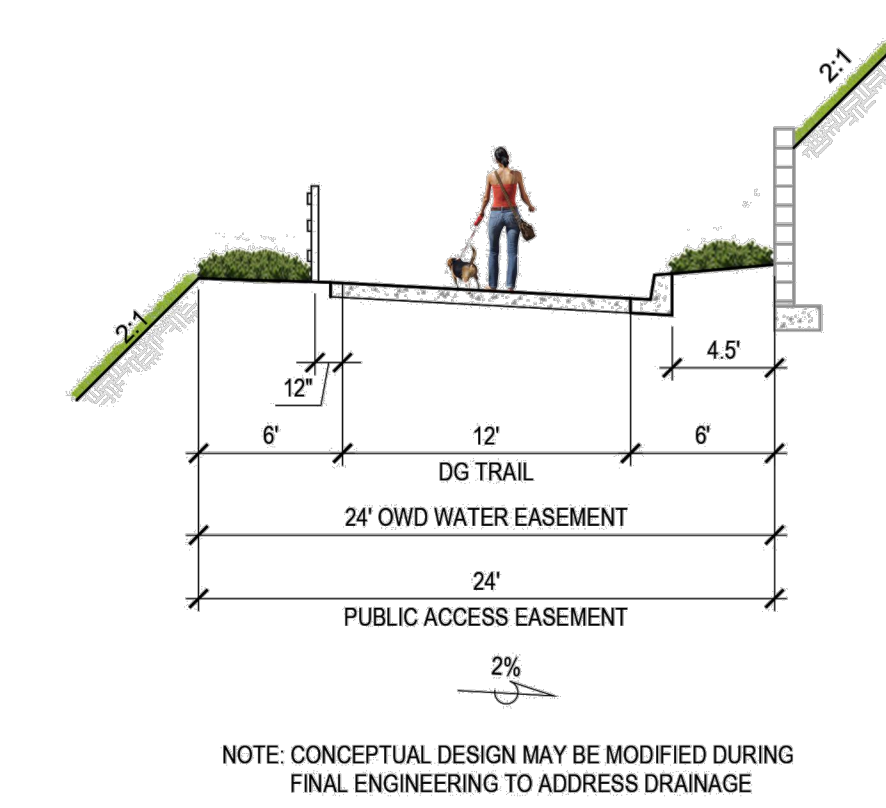 2:1
2:1
4.5'
12"
6'
12'
6'
DG TRAIL
24' OWD WATER EASEMENT
24'
PUBLIC ACCESS EASEMENT
2%
NOTE: CONCEPTUAL DESIGN MAY BE MODIFIED DURING
FINAL ENGINEERING TO ADDRESS DRAINAGE